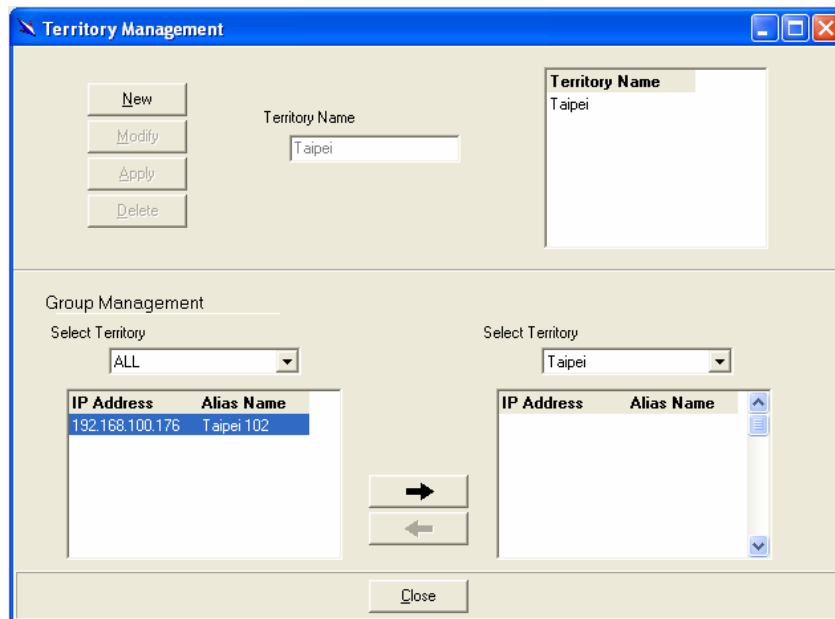 Territory Management
New
Modify
Apply
Delete
Territory Name
Taipei
Territory Name
Taipei
Group Management
Select Territory
ALL
IP Address Alias Name
192.168.100.176 Taipei 102
Select Territory
Taipei
IP Address Alias Name
Close